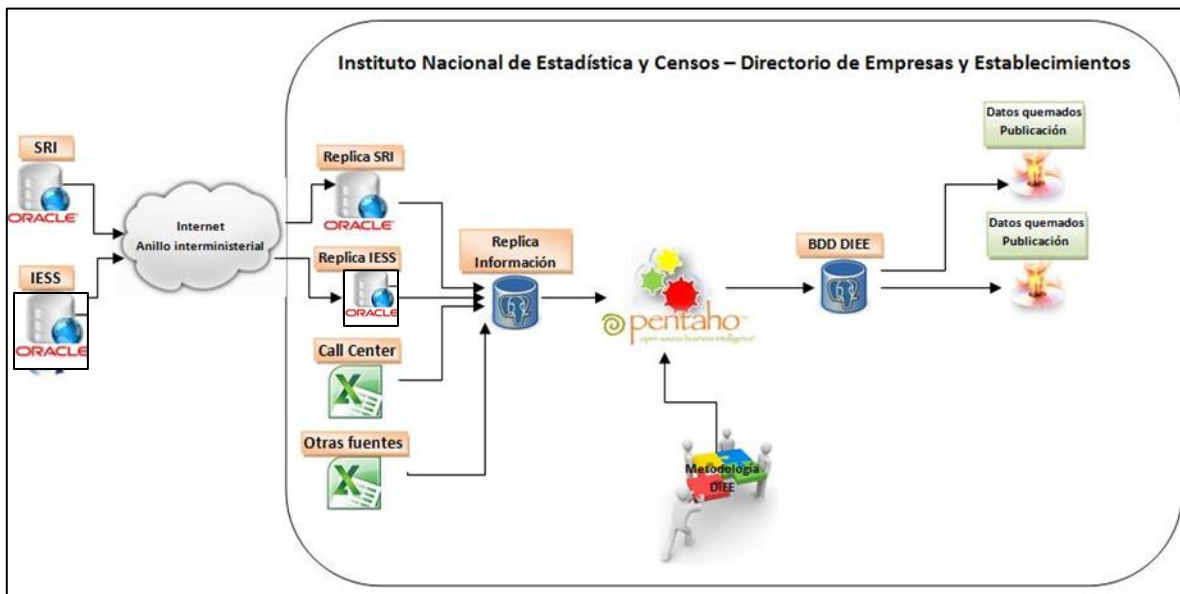 Instituto Nacional de Estadística y Censos – Directorio de Empresas y Establecimientos
SRI
ORACLE
IESS
ORACLE
Internet
Anillo interministerial
Replica SRI
ORACLE
Replica IESS
ORACLE
Call Center
Otras fuentes
Replica
Información
pentaho
open source business intelligence
Metodología
DIEE
BDD DIEE
Datos quemados
Publicación
Datos quemados
Publicación